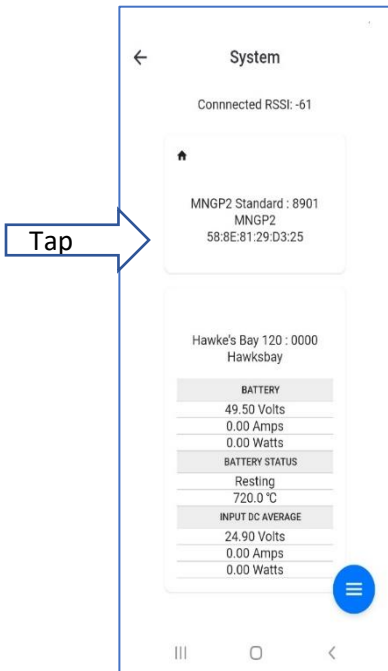 System
Connnected RSSI: -61
MNGP2 Standard : 8901
MNGP2
58:8E:81:29:D3:25
Tap
Hawke's Bay 120 : 0000
Hawksbay
BATTERY
49.50 Volts
0.00 Amps
0.00 Watts
BATTERY STATUS
Resting
720.0 ℃
INPUT DC AVERAGE
24.90 Volts
0.00 Amps
0.00 Watts